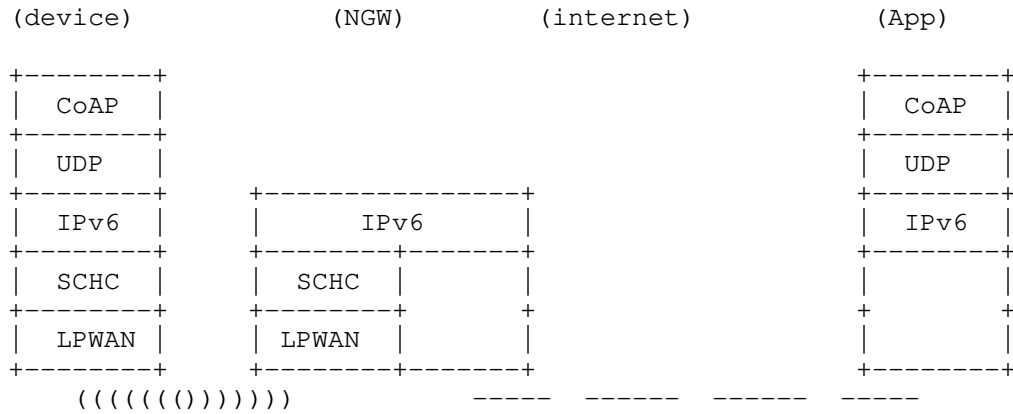 (device) (NGW) (internet) (App)
CoAP CoAP
UDP UDP
IPv6 IPv6 IPv6
SCHC SCHC
LPWAN LPWAN
((((((()))))))